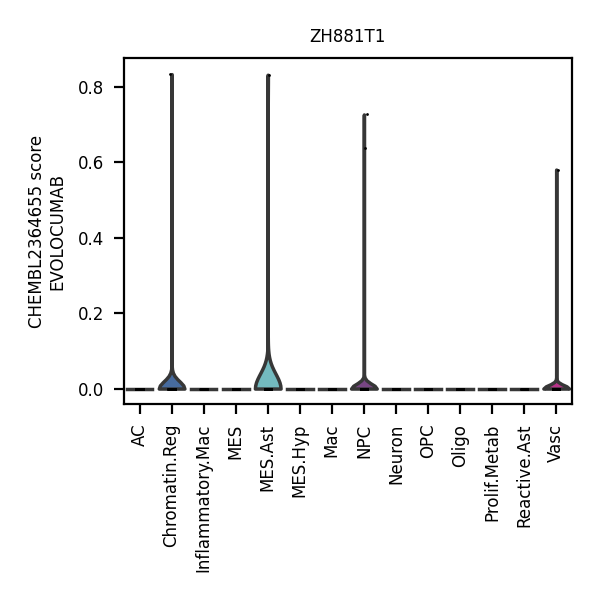 ZH881T1
CHEMBL2364655 score
EVOLOCUMAB
0.8
0.6
0.4
0.2
0.0
AC
Chromatin.Reg
Inflammatory.Mac
MES
MES.Ast
MES.Hyp
Mac
NPC
Neuron
OPC
Oligo
Prolif.Metab
Reactive.Ast
Vasc